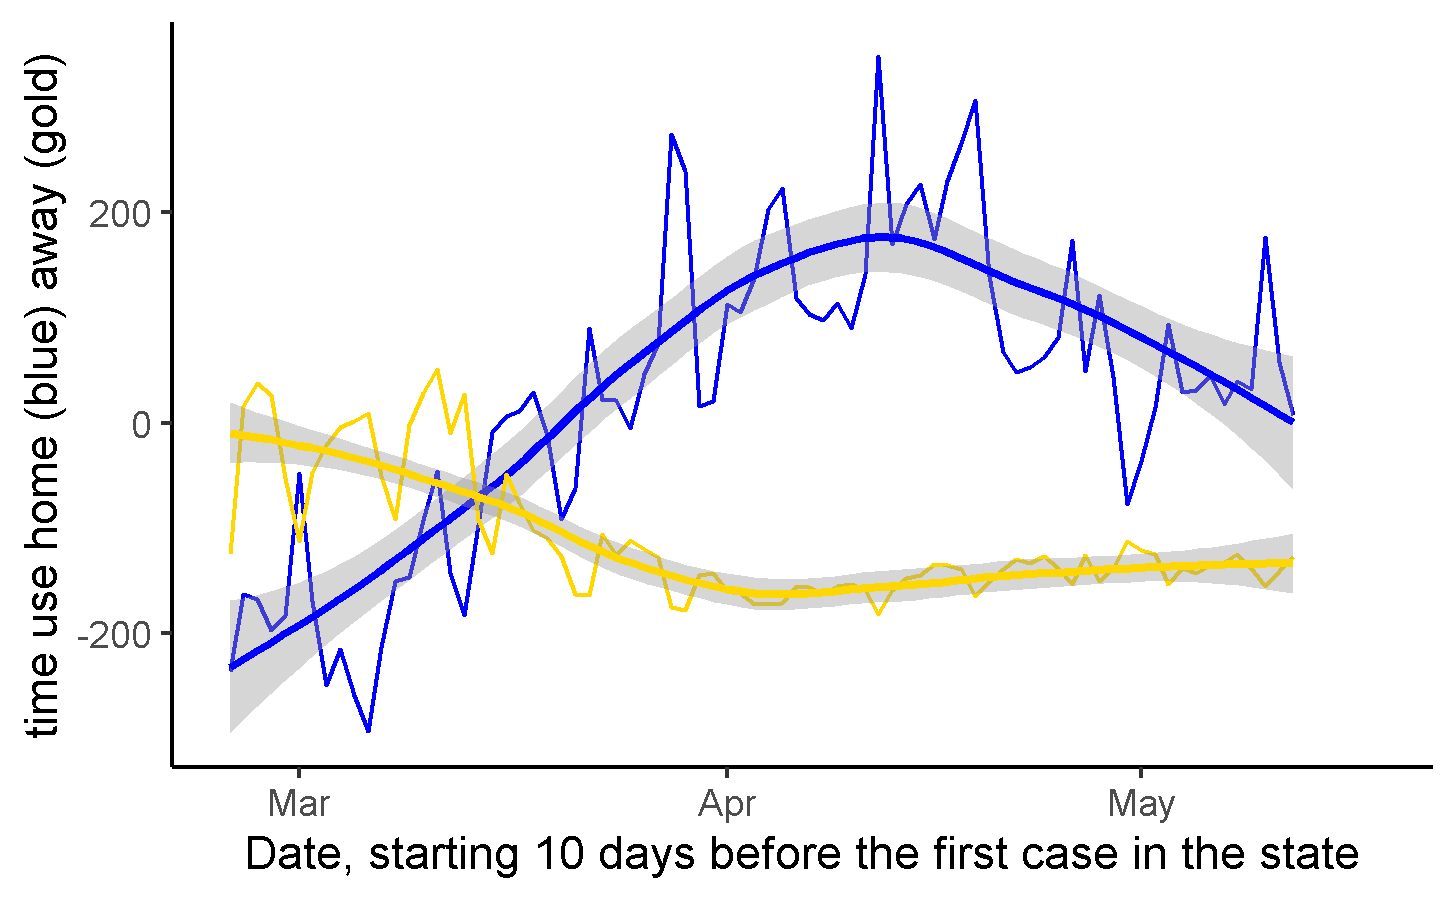 time use home (blue) away (gold)
200
0
-200
Mar
Apr
May
Date, starting 10 days before the first case in the state